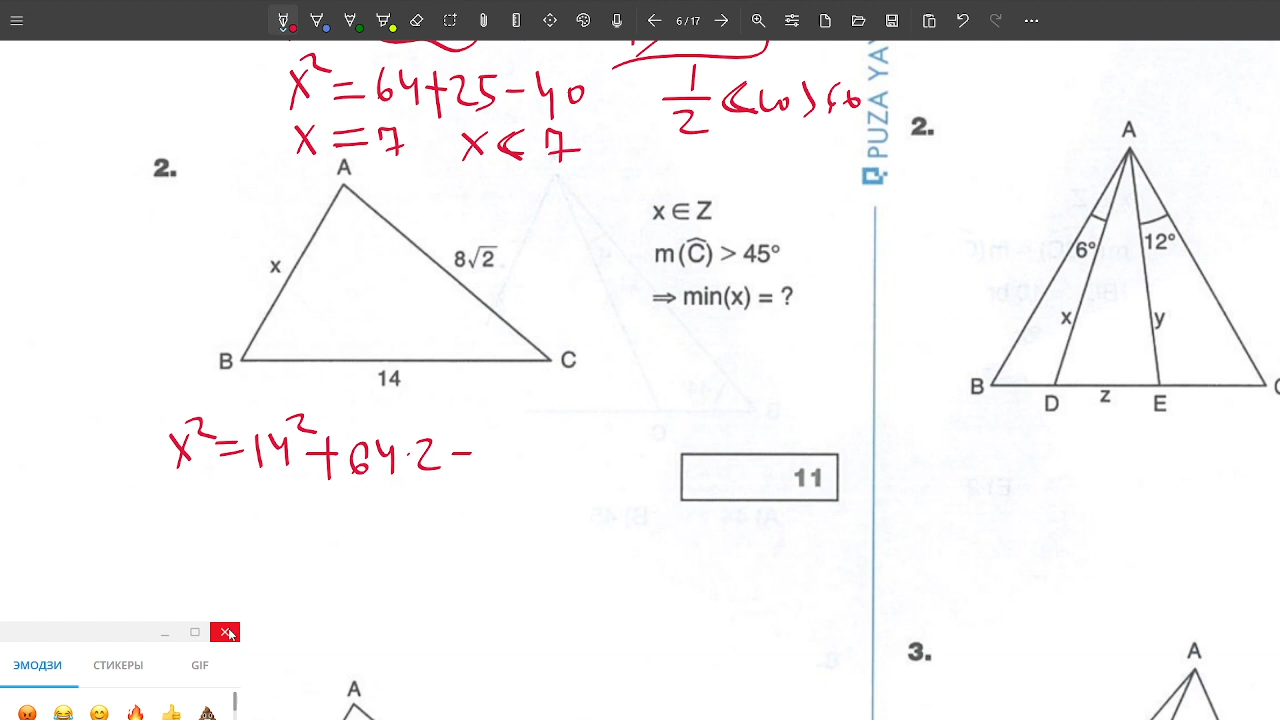 6 / 17
x² = 64 + 25 - 40
1/2 < cos 60
x = 7 x < 7
PUZA YA
2.
A
x
8√2
B
14
C
x ∈ Z
m(Ĉ) > 45°
⇒ min(x) = ?
x² = 14² + 64·2 -
11
A
2.
A
6° 12°
x y
B D z E C
3.
A
ЭМОДЗИ СТИКЕРЫ GIF